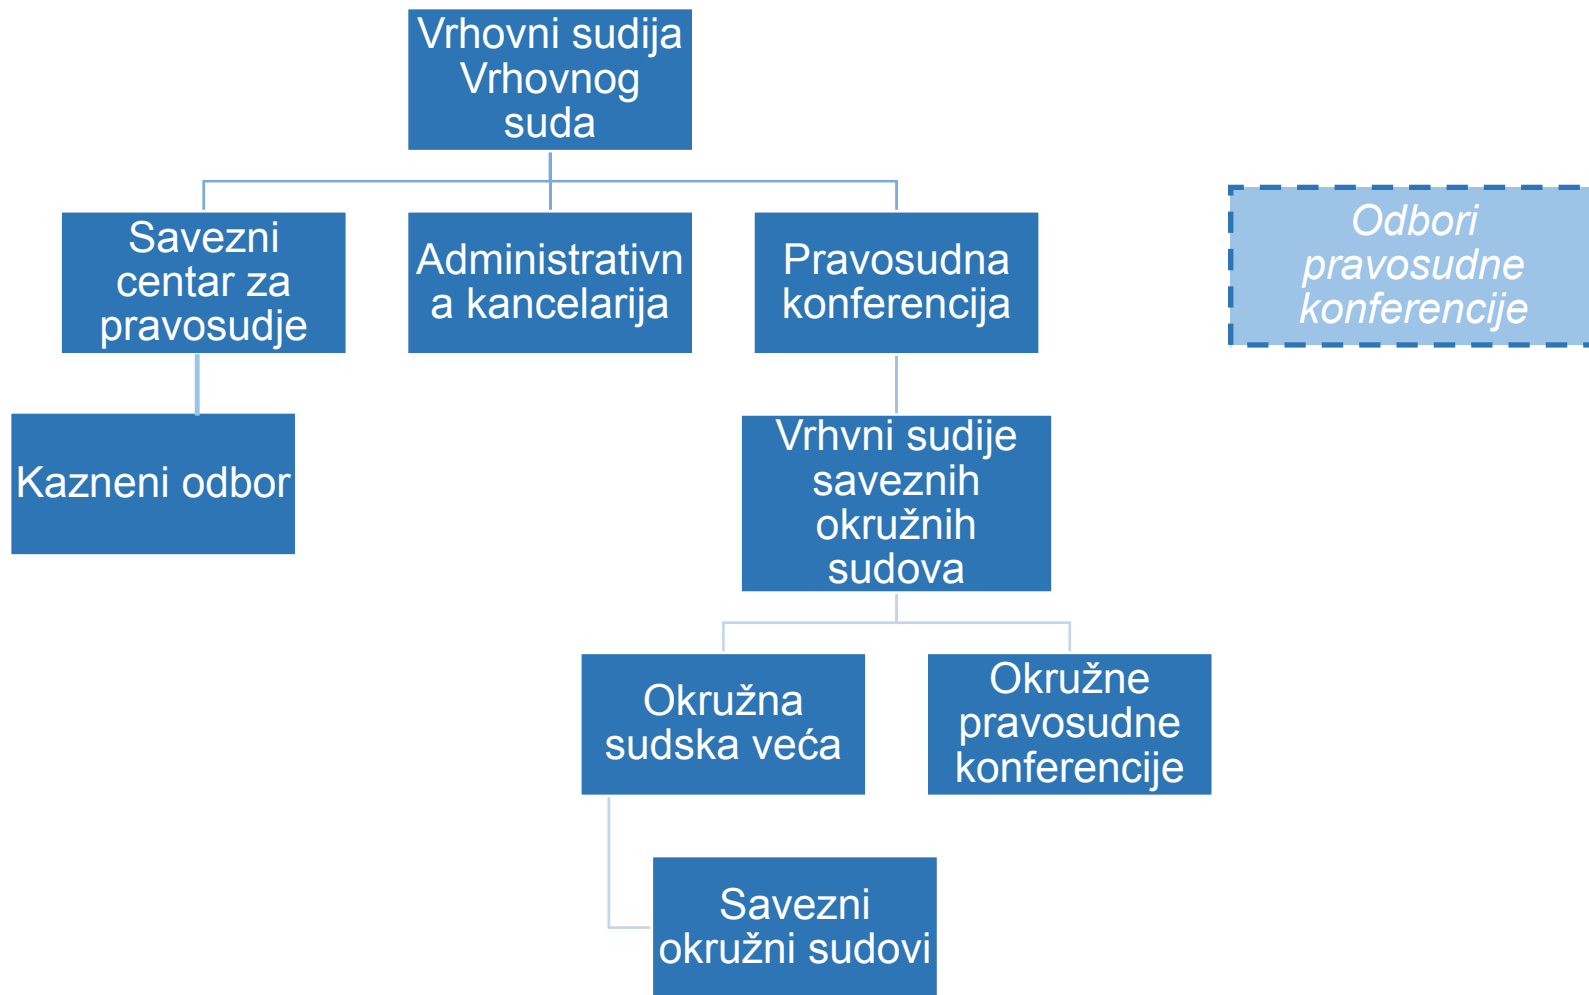 Vrhovni sudija
Vrhovnog
suda
Savezni
centar za
pravosudje
Administrativn
a kancelarija
Pravosudna
konferencija
Odbori
pravosudne
konferencije
Kazneni odbor
Vrhvni sudije
saveznih
okružnih
sudova
Okružna
sudska veća
Okružne
pravosudne
konferencije
Savezni
okružni sudovi